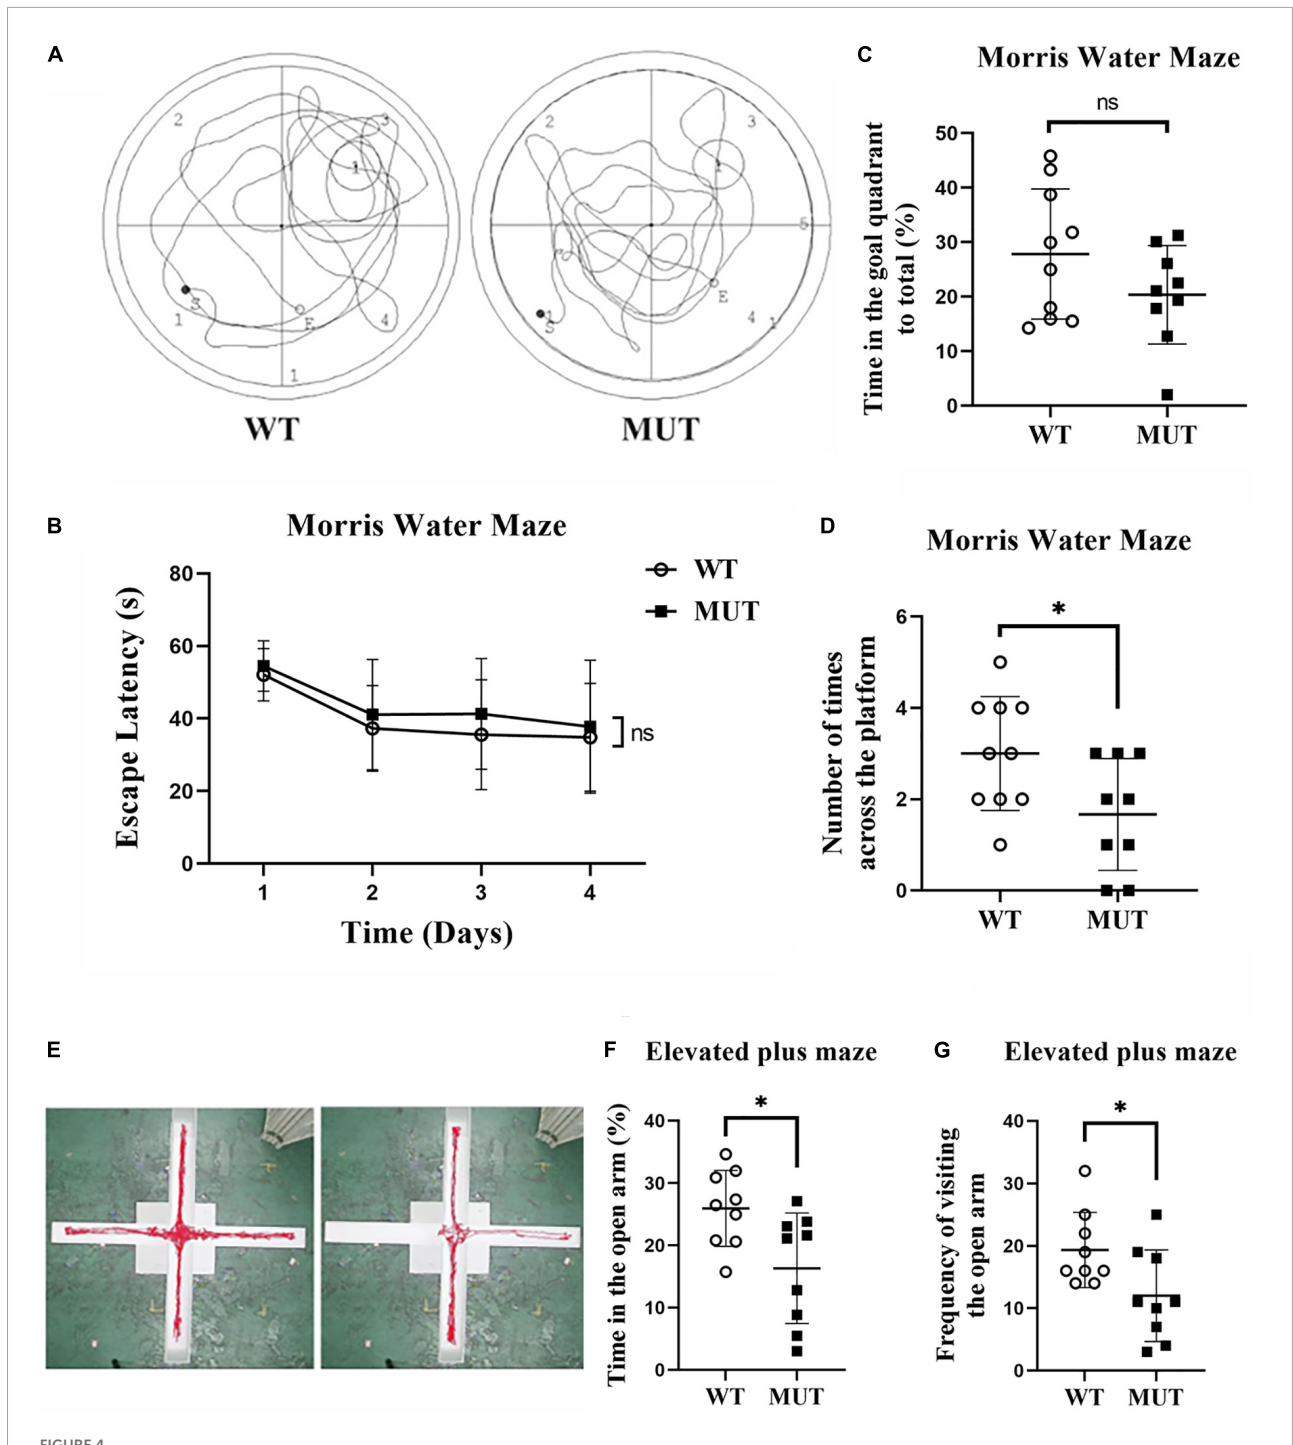 A
2
3
1
S
1
E
4
1
WT
2
3
1
5
E
1
S
4
1
MUT
C
Morris Water Maze
ns
Time in the goal quadrant
to total (%)
50
40
30
20
10
0
WT
MUT
B
Morris Water Maze
WT
MUT
Escape Latency (s)
80
60
40
20
0
ns
1 2 3 4
Time (Days)
D
Morris Water Maze
*
Number of times
across the platform
6
4
2
0
WT
MUT
E
F
Elevated plus maze
*
Time in the open arm (%)
40
30
20
10
0
WT MUT
G
Elevated plus maze
*
Frequency of visiting
the open arm
40
30
20
10
0
WT MUT
FIGURE 4